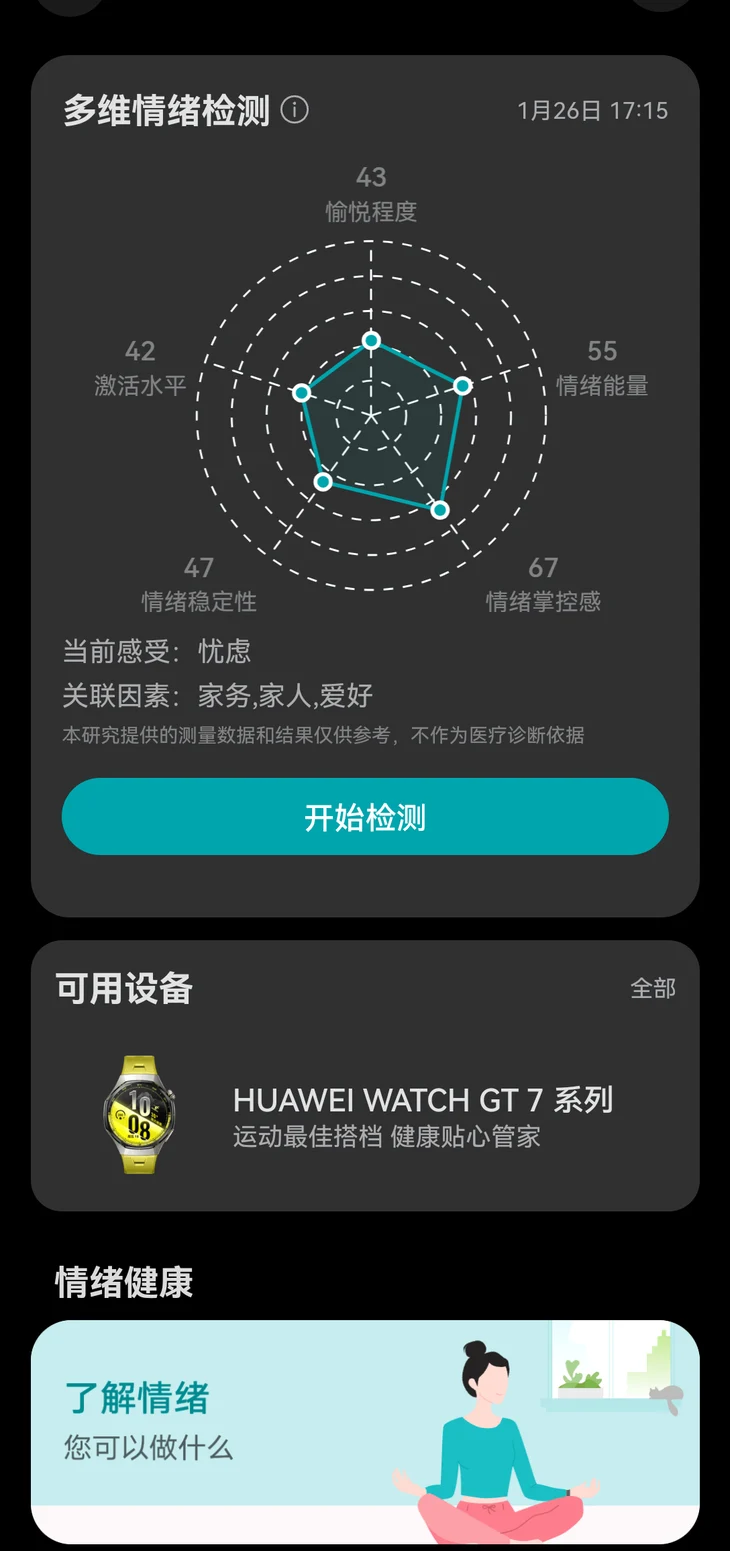 多维情绪检测
1月26日 17:15
43
愉悦程度
42
激活水平
55
情绪能量
47
情绪稳定性
67
情绪掌控感
当前感受：忧虑
关联因素：家务,家人,爱好
本研究提供的测量数据和结果仅供参考，不作为医疗诊断依据
开始检测
可用设备
全部
10
08
HUAWEI WATCH GT 7 系列
运动最佳搭档 健康贴心管家
情绪健康
了解情绪
您可以做什么